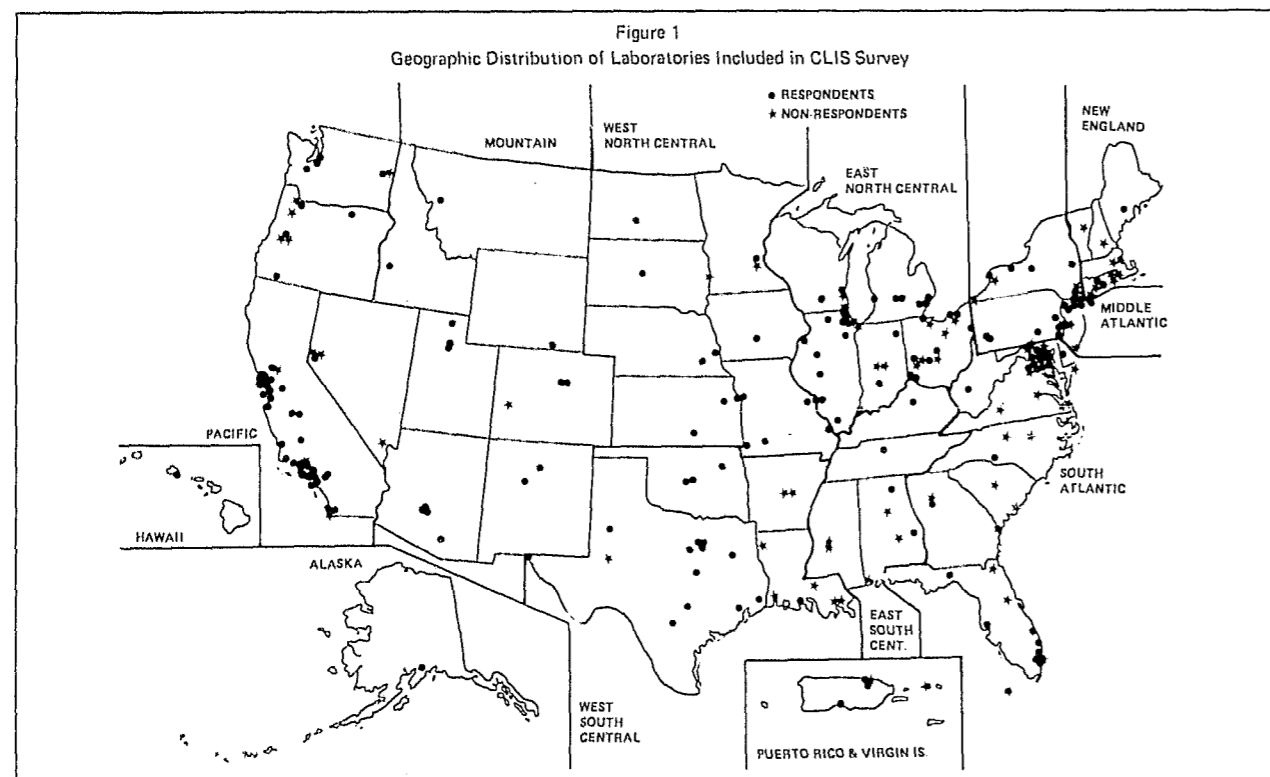 Figure 1
Geographic Distribution of Laboratories Included in CLIS Survey
● RESPONDENTS
★ NON-RESPONDENTS
NEW
ENGLAND
MOUNTAIN
WEST
NORTH CENTRAL
EAST
NORTH CENTRAL
MIDDLE
ATLANTIC
PACIFIC
SOUTH
ATLANTIC
HAWAII
ALASKA
EAST
SOUTH
CENT.
WEST
SOUTH
CENTRAL
PUERTO RICO & VIRGIN IS.